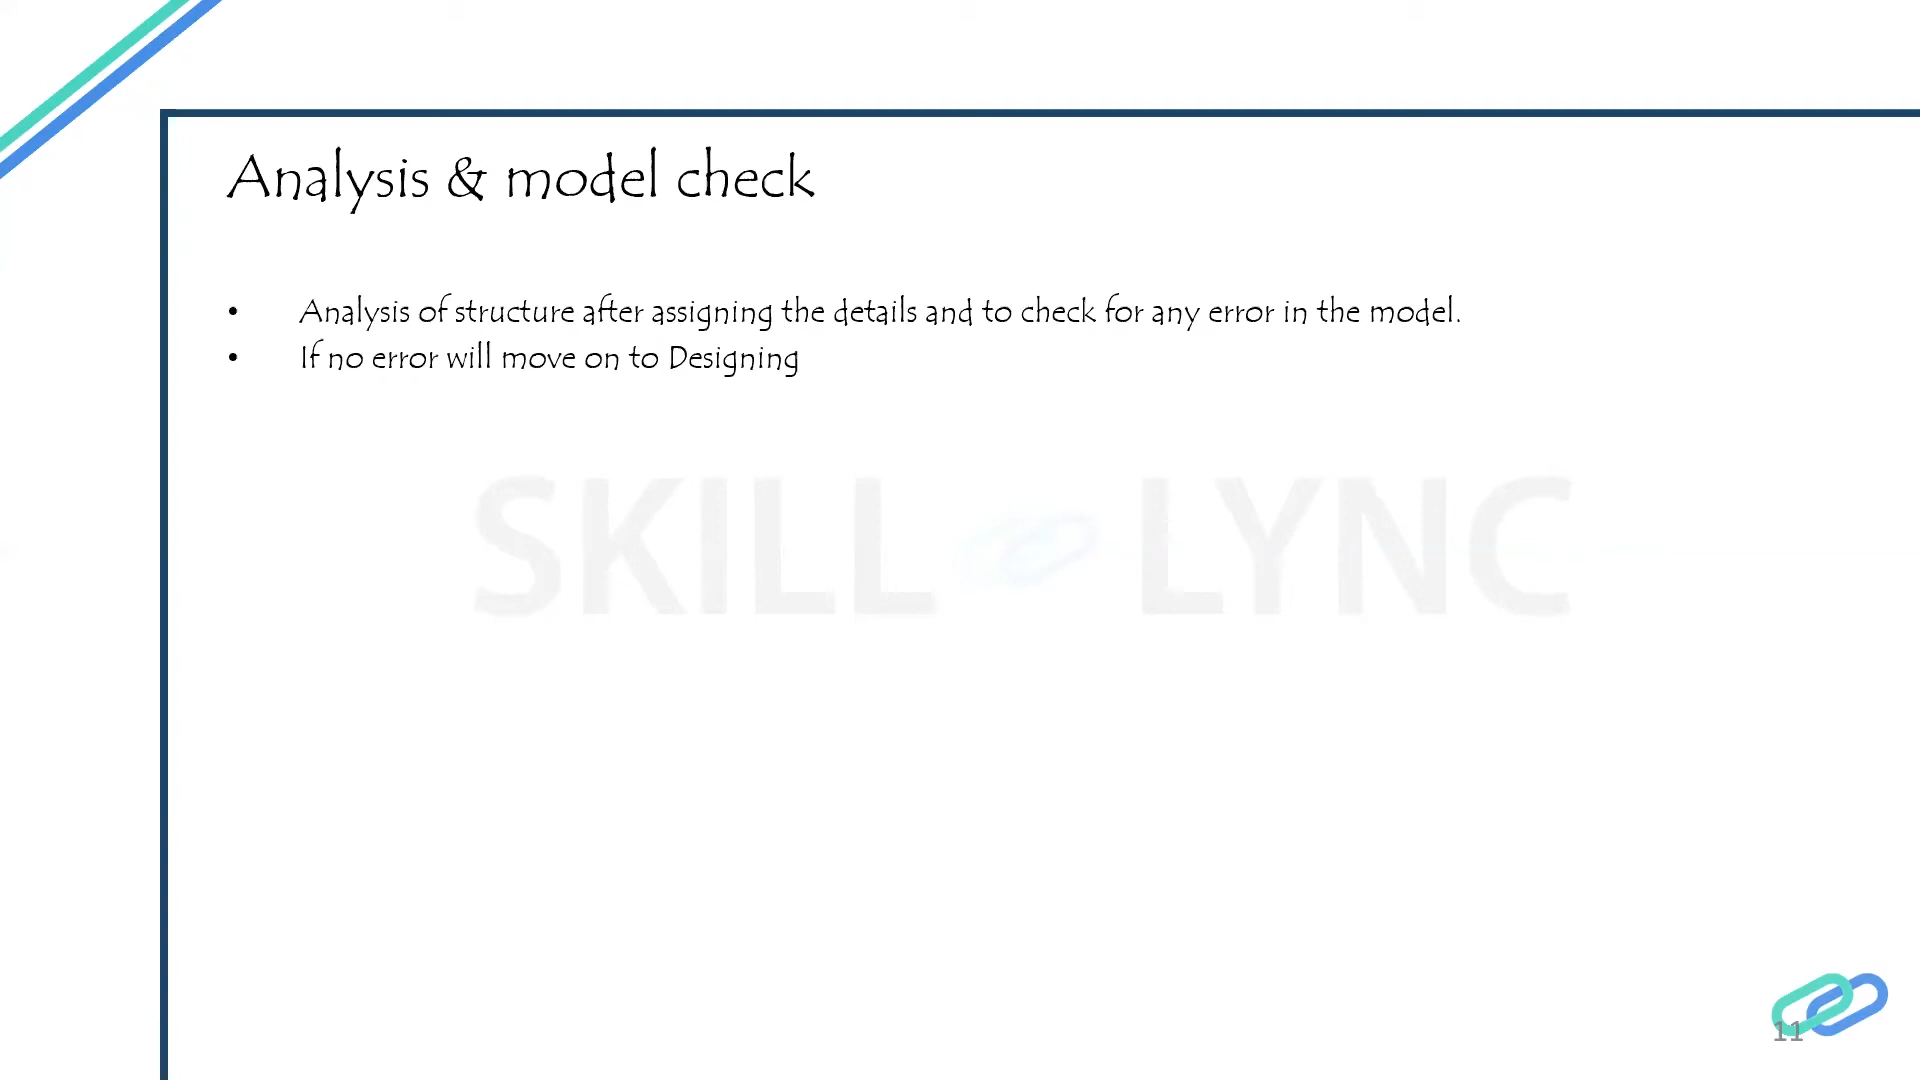 Analysis & model check
• Analysis of structure after assigning the details and to check for any error in the model.
• If no error will move on to Designing
SKILL LYNC
11